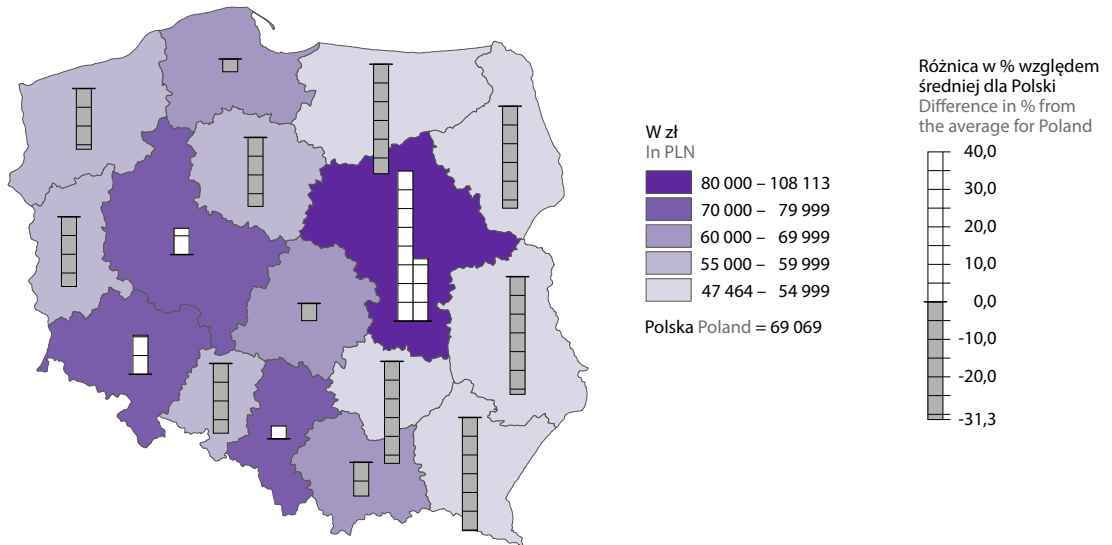 W zł
In PLN
80 000 – 108 113
70 000 – 79 999
60 000 – 69 999
55 000 – 59 999
47 464 – 54 999
Polska Poland = 69 069
Różnica w % względem
średniej dla Polski
Difference in % from
the average for Poland
40,0
30,0
20,0
10,0
0,0
-10,0
-20,0
-31,3